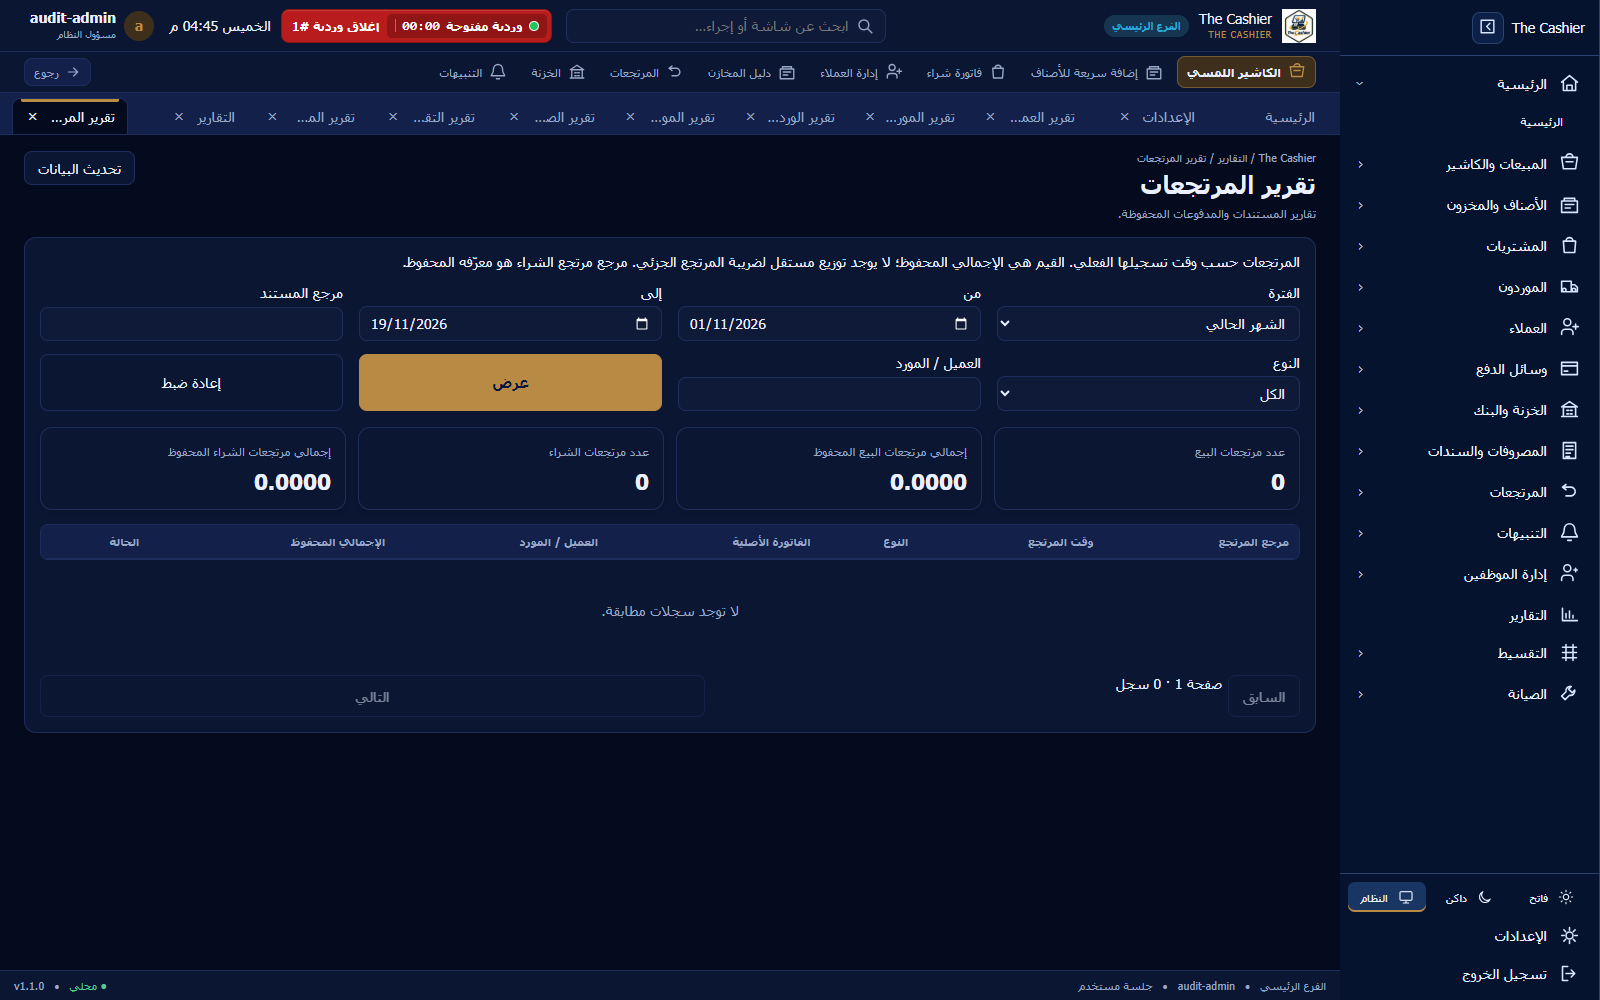 The Cashier
الرئيسية
الرئيسية
المبيعات والكاشير
الأصناف والمخزون
المشتريات
الموردون
العملاء
وسائل الدفع
الخزنة والبنك
المصروفات والسندات
المرتجعات
التنبيهات
إدارة الموظفين
التقارير
التقسيط
الصيانة
فاتح
داكن
النظام
الإعدادات
تسجيل الخروج
The Cashier
THE CASHIER
الفرع الرئيسي
ابحث عن شاشة أو إجراء...
وردية مفتوحة 00:00
إغلاق وردية #1
الخميس 04:45 م
a
audit-admin
مسؤول النظام
الكاشير اللمسي
إضافة سريعة للأصناف
فاتورة شراء
إدارة العملاء
دليل المخازن
المرتجعات
الخزنة
التنبيهات
رجوع
الرئيسية
الإعدادات ×
تقرير العم... ×
تقرير المور... ×
تقرير الورد... ×
تقرير المو... ×
تقرير الص... ×
تقرير التق... ×
تقرير الم... ×
التقارير ×
تقرير المر... ×
The Cashier / التقارير / تقرير المرتجعات
تقرير المرتجعات
تقارير المستندات والمدفوعات المحفوظة.
تحديث البيانات
المرتجعات حسب وقت تسجيلها الفعلي. القيم هي الإجمالي المحفوظ؛ لا يوجد توزيع مستقل لضريبة المرتجع الجزئي. مرجع مرتجع الشراء هو معرّفه المحفوظ.
الفترة
من
إلى
مرجع المستند
الشهر الحالي
01/11/2026
19/11/2026
النوع
العميل / المورد
الكل
عرض
إعادة ضبط
عدد مرتجعات البيع
0
إجمالي مرتجعات البيع المحفوظ
0.0000
عدد مرتجعات الشراء
0
إجمالي مرتجعات الشراء المحفوظ
0.0000
مرجع المرتجع
وقت المرتجع
النوع
الفاتورة الأصلية
العميل / المورد
الإجمالي المحفوظ
الحالة
لا توجد سجلات مطابقة.
السابق
صفحة 1 · 0 سجل
التالي
الفرع الرئيسي • audit-admin • جلسة مستخدم
محلي • v1.1.0